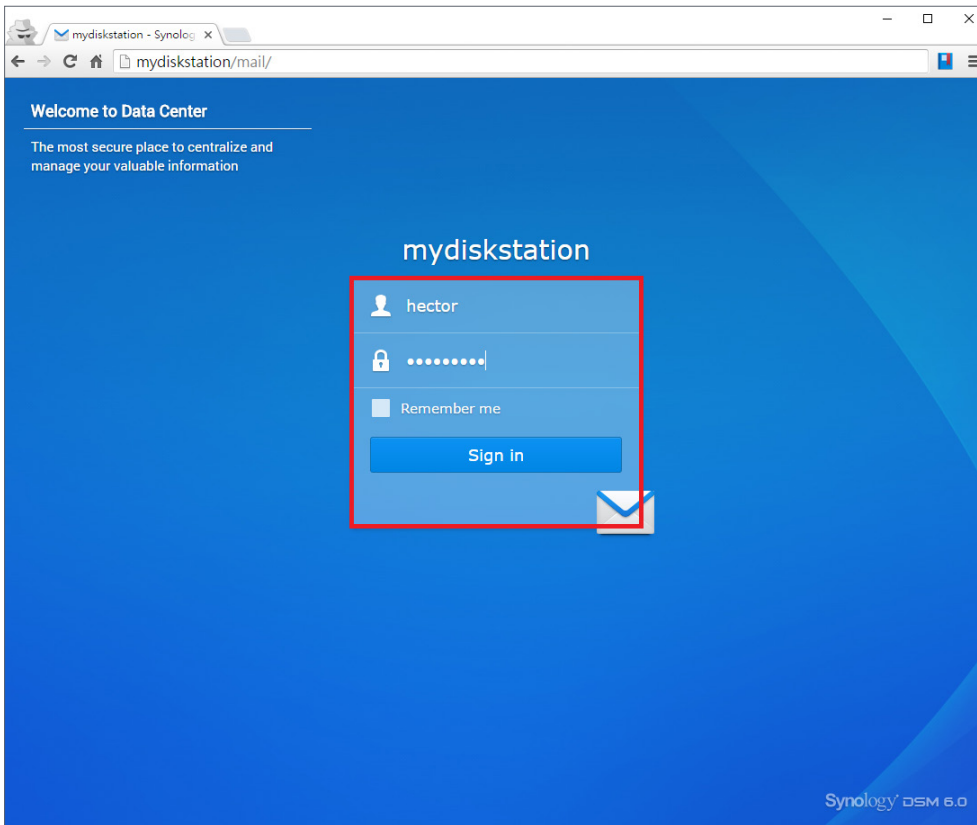 mydiskstation - Synolog
mydiskstation/mail/
Welcome to Data Center
The most secure place to centralize and
manage your valuable information
mydiskstation
hector
•••••••••
Remember me
Sign in
Synology DSM 6.0